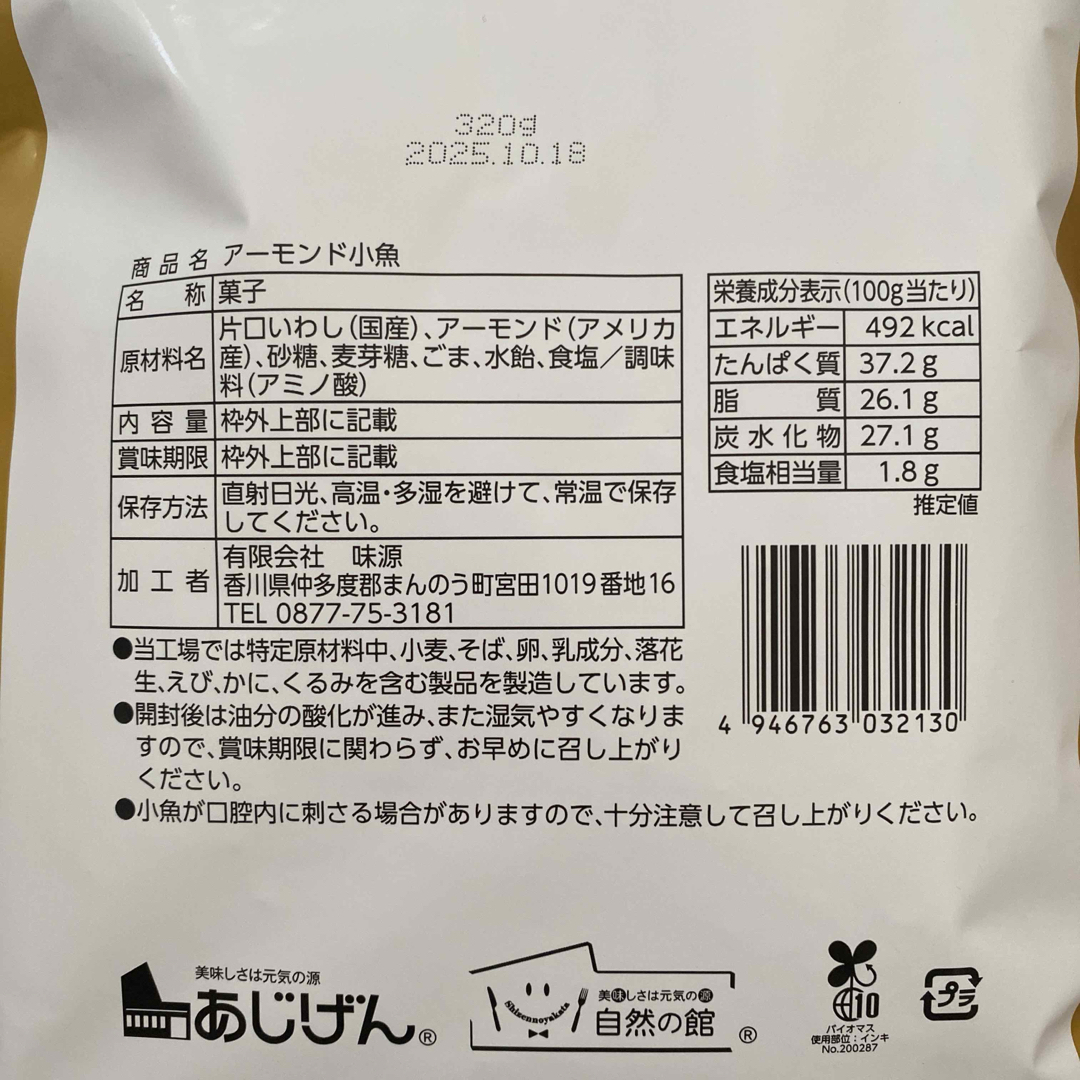 320g
2025.10.18
商品名 アーモンド小魚
名称 菓子
原材料名 片口いわし(国産)、アーモンド(アメリカ
産)、砂糖、麦芽糖、ごま、水飴、食塩/調味
料(アミノ酸)
内容量 枠外上部に記載
賞味期限 枠外上部に記載
保存方法 直射日光、高温・多湿を避けて、常温で保存
してください。
加工者 有限会社 味源
香川県仲多度郡まんのう町宮田1019番地16
TEL 0877-75-3181
栄養成分表示(100g当たり)
エネルギー 492kcal
たんぱく質 37.2g
脂質 26.1g
炭水化物 27.1g
食塩相当量 1.8g
推定値
4 946763 032130
●当工場では特定原材料中、小麦、そば、卵、乳成分、落花
生、えび、かに、くるみを含む製品を製造しています。
●開封後は油分の酸化が進み、また湿気やすくなりま
すので、賞味期限に関わらず、お早めに召し上がり
ください。
●小魚が口腔内に刺さる場合がありますので、十分注意して召し上がりください。
美味しさは元気の源
あじげん®
Shizennoyakata
美味しさは元気の源
自然の館®
10
バイオマス
使用部位:インキ
No.200287
プラ